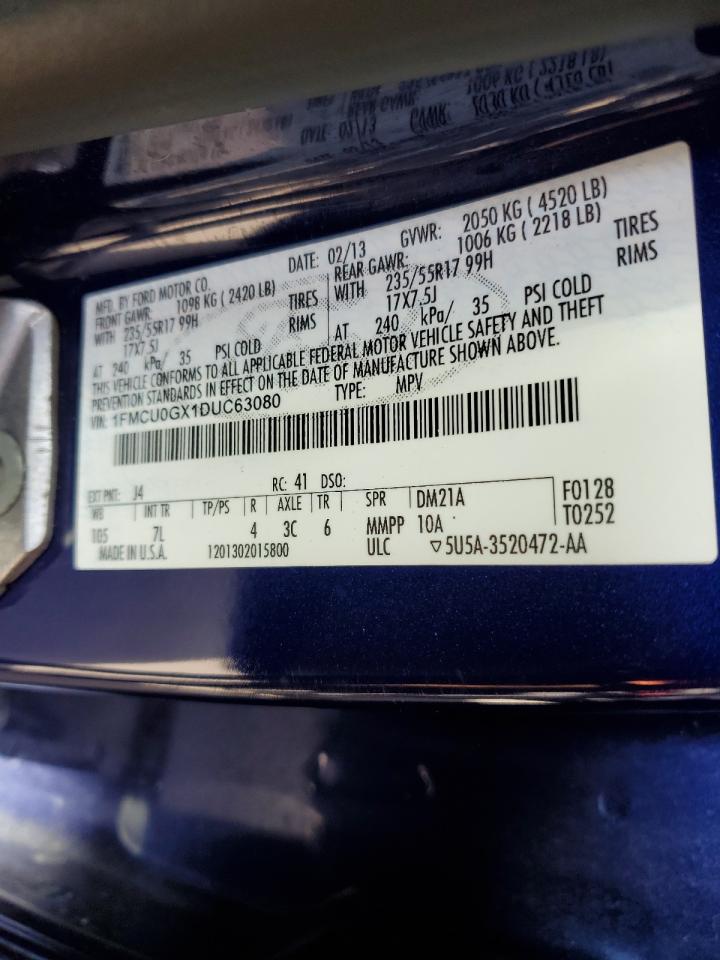 MFD. BY FORD MOTOR CO.
DATE: 02/13 GVWR: 2050 KG ( 4520 LB)
FRONT GAWR: 1098 KG ( 2420 LB) REAR GAWR: 1006 KG ( 2218 LB)
WITH 235/55R17 99H TIRES WITH 235/55R17 99H TIRES
17X7.5J RIMS 17X7.5J RIMS
AT 240 kPa/ 35 PSI COLD AT 240 kPa/ 35 PSI COLD
THIS VEHICLE CONFORMS TO ALL APPLICABLE FEDERAL MOTOR VEHICLE SAFETY AND THEFT
PREVENTION STANDARDS IN EFFECT ON THE DATE OF MANUFACTURE SHOWN ABOVE.
VIN: 1FMCU0GX1DUC63080 TYPE: MPV
EXT PNT: J4 RC: 41 DSO:
WB INT TR TP/PS R AXLE TR SPR DM21A F0128
105 7L 4 3C 6 MMPP 10A T0252
MADE IN U.S.A. 1201302015800 ULC ▽5U5A-3520472-AA